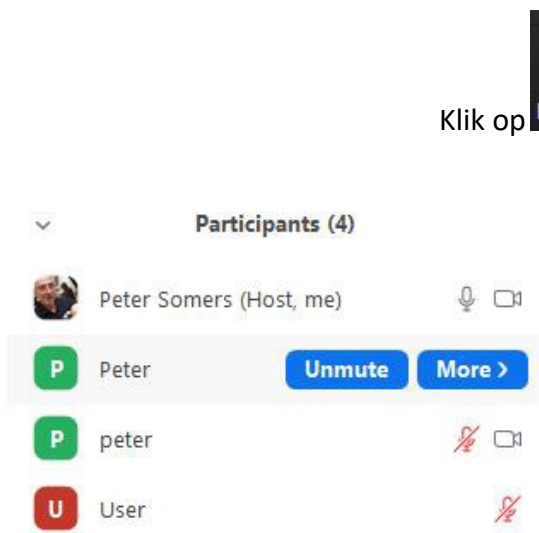 Klik op
Participants (4)
Peter Somers (Host, me)
P Peter Unmute More >
P peter
U User